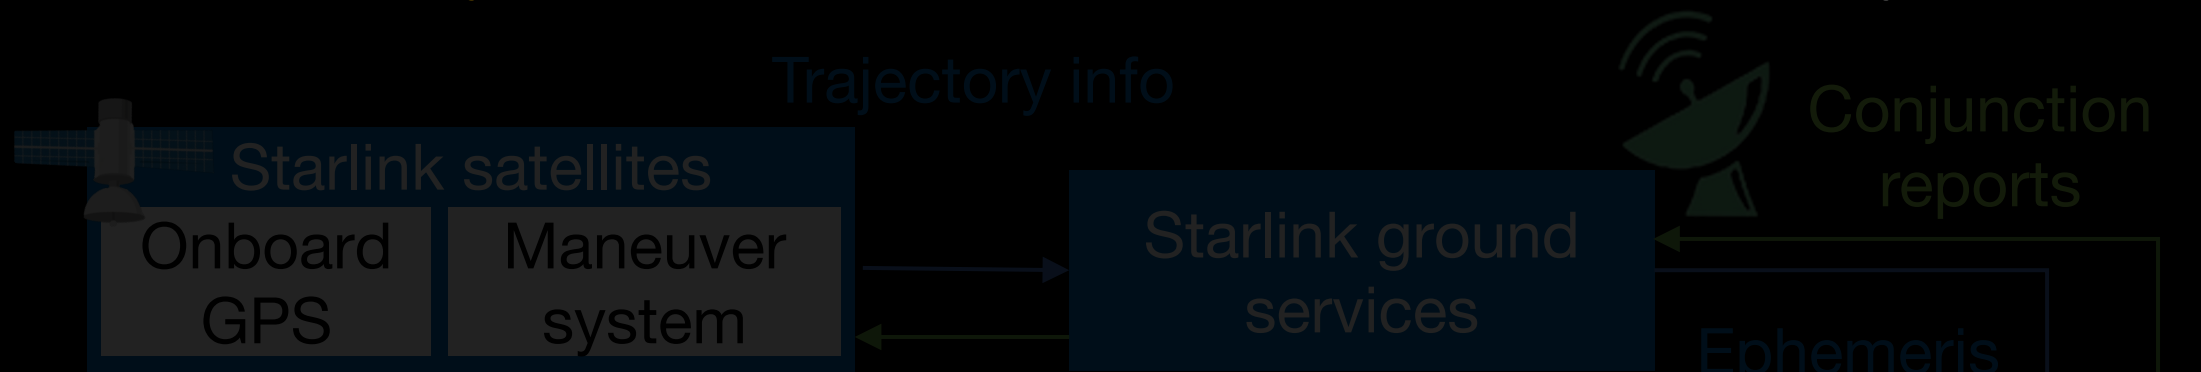 Trajectory info
Conjunction
reports
Starlink satellites
Onboard
GPS
Maneuver
system
Starlink ground
services
Ephemeris